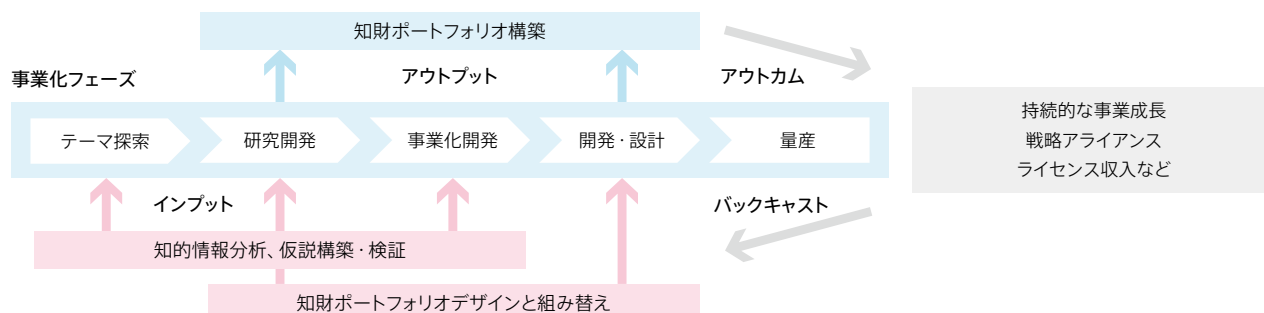 知財ポートフォリオ構築
事業化フェーズ
アウトプット
アウトカム
テーマ探索
研究開発
事業化開発
開発・設計
量産
持続的な事業成長
戦略アライアンス
ライセンス収入など
インプット
バックキャスト
知的情報分析、仮説構築・検証
知財ポートフォリオデザインと組み替え